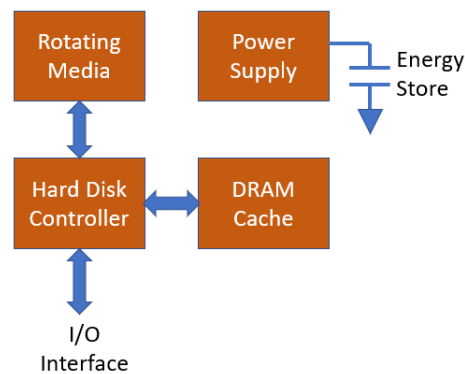 Rotating
Media
Power
Supply
Energy
Store
Hard Disk
Controller
DRAM
Cache
I/O
Interface